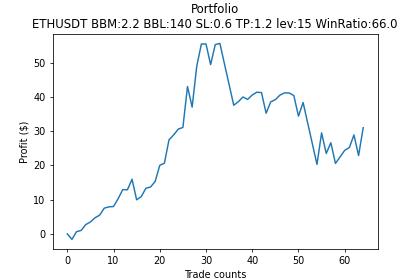 Portfolio
ETHUSDT BBM:2.2 BBL:140 SL:0.6 TP:1.2 lev:15 WinRatio:66.0
Profit ($)
50
40
30
20
10
0
0 10 20 30 40 50 60
Trade counts